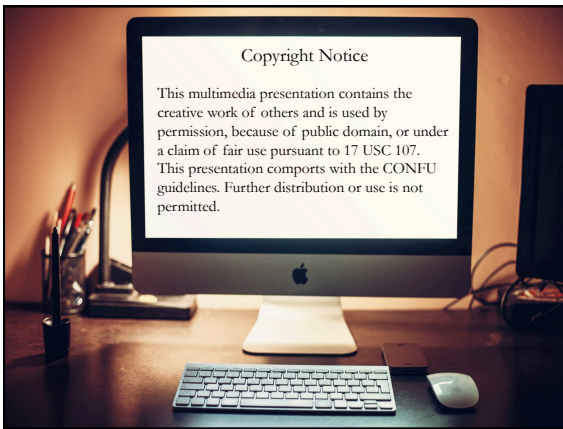 Copyright Notice
This multimedia presentation contains the
creative work of others and is used by
permission, because of public domain, or under
a claim of fair use pursuant to 17 USC 107.
This presentation comports with the CONFU
guidelines. Further distribution or use is not
permitted.